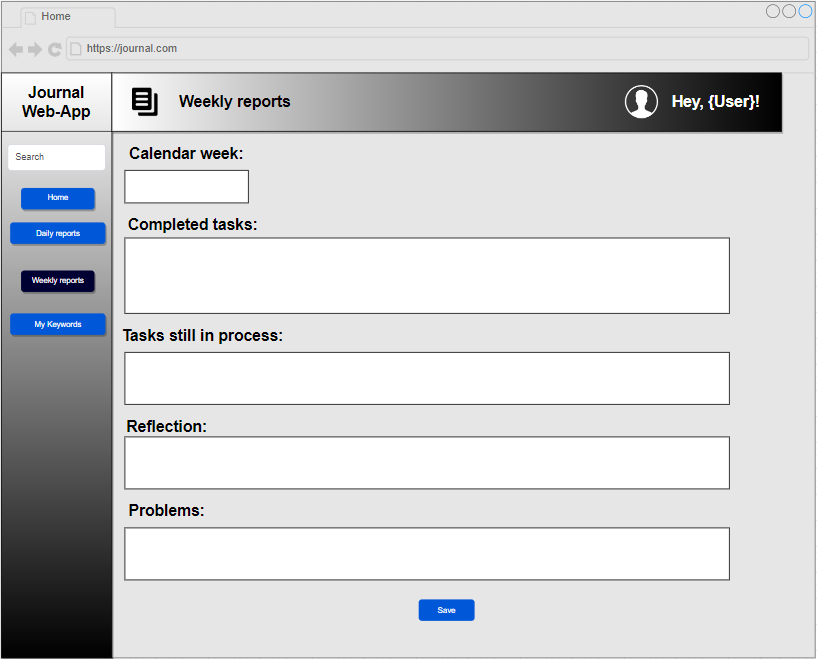 Home
https://journal.com
Journal
Web-App
Weekly reports
Hey, {User}!
Search
Home
Daily reports
Weekly reports
My Keywords
Calendar week:
Completed tasks:
Tasks still in process:
Reflection:
Problems:
Save